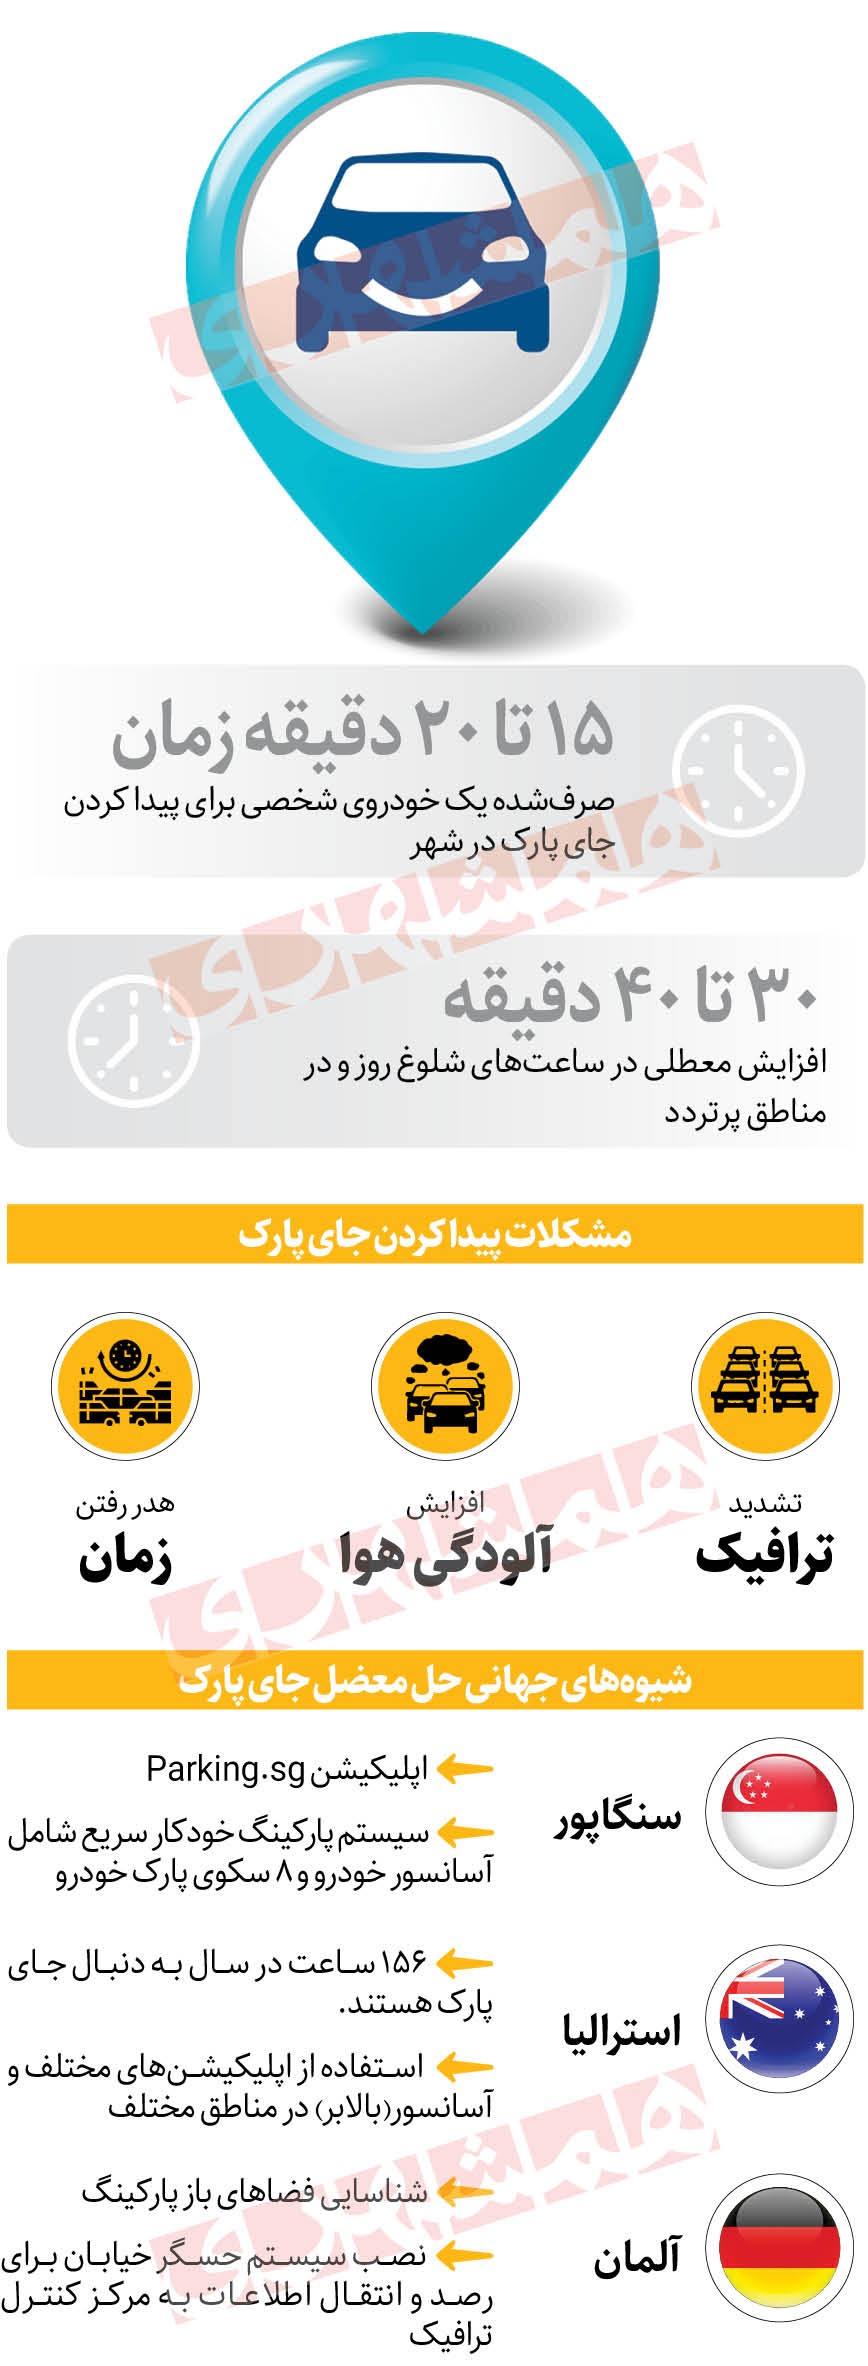 ۱۵ تا ۲۰ دقیقه زمان
صرف‌شده یک خودروی شخصی برای پیدا کردن
جای پارک در شهر
۳۰ تا ۴۰ دقیقه
افزایش معطلی در ساعت‌های شلوغ روز و در
مناطق پرتردد
مشکلات پیدا کردن جای پارک
تشدید
ترافیک
افزایش
آلودگی هوا
هدر رفتن
زمان
شیوه‌های جهانی حل معضل جای پارک
سنگاپور
اپلیکیشن Parking.sg
سیستم پارکینگ خودکار سریع شامل
آسانسور خودرو و ۸ سکوی پارک خودرو
استرالیا
۱۵۶ ساعت در سال به دنبال جای
پارک هستند.
استفاده از اپلیکیشن‌های مختلف و
آسانسور(بالابر) در مناطق مختلف
آلمان
شناسایی فضاهای باز پارکینگ
نصب سیستم حسگر خیابان برای
رصد و انتقال اطلاعات به مرکز کنترل
ترافیک
همشهری
همشهری
همشهری
همشهری